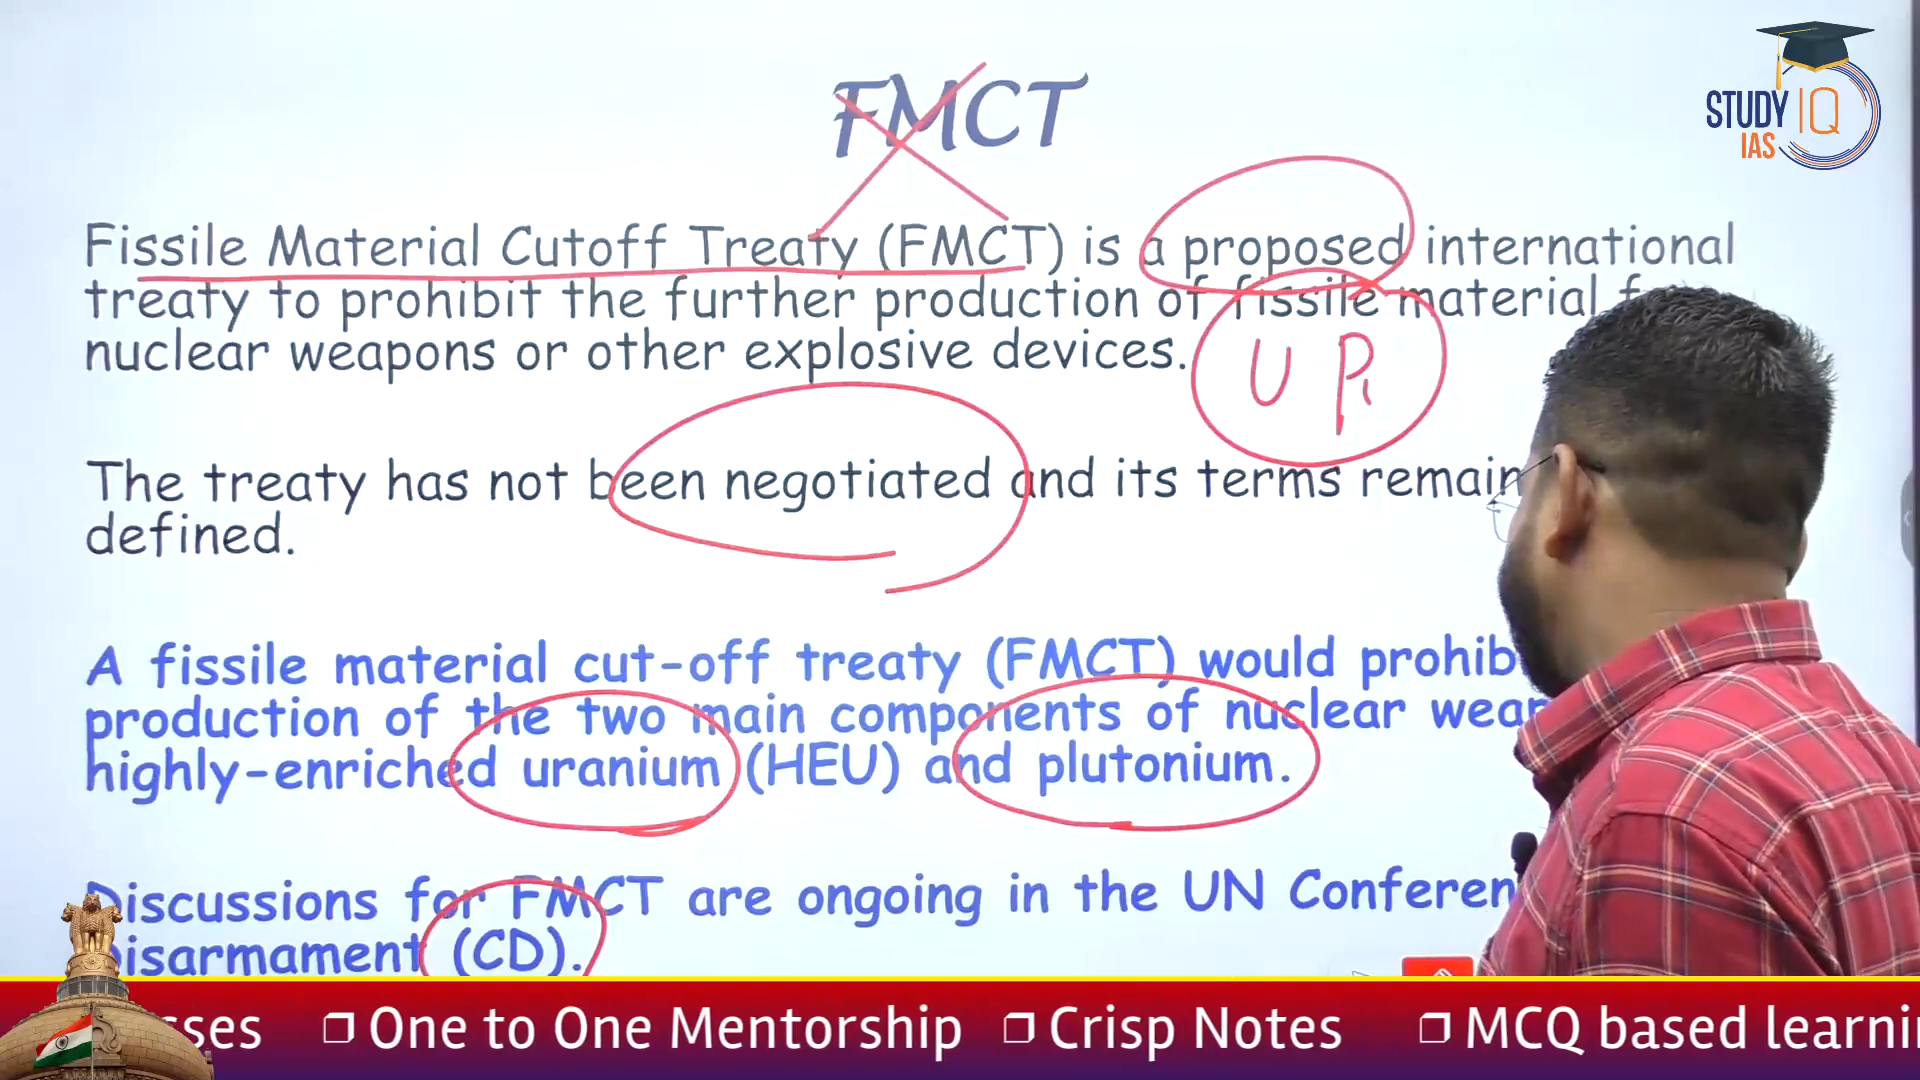 FMCT
STUDY IQ
IAS
Fissile Material Cutoff Treaty (FMCT) is a proposed international
treaty to prohibit the further production of fissile material
nuclear weapons or other explosive devices.
U P
The treaty has not been negotiated and its terms remain
defined.
A fissile material cut-off treaty (FMCT) would prohib
production of the two main components of nuclear
highly-enriched uranium (HEU) and plutonium.
Discussions for FMCT are ongoing in the UN Conferen
Disarmament (CD).
sses ❐ One to One Mentorship ❐ Crisp Notes ❐ MCQ based learni